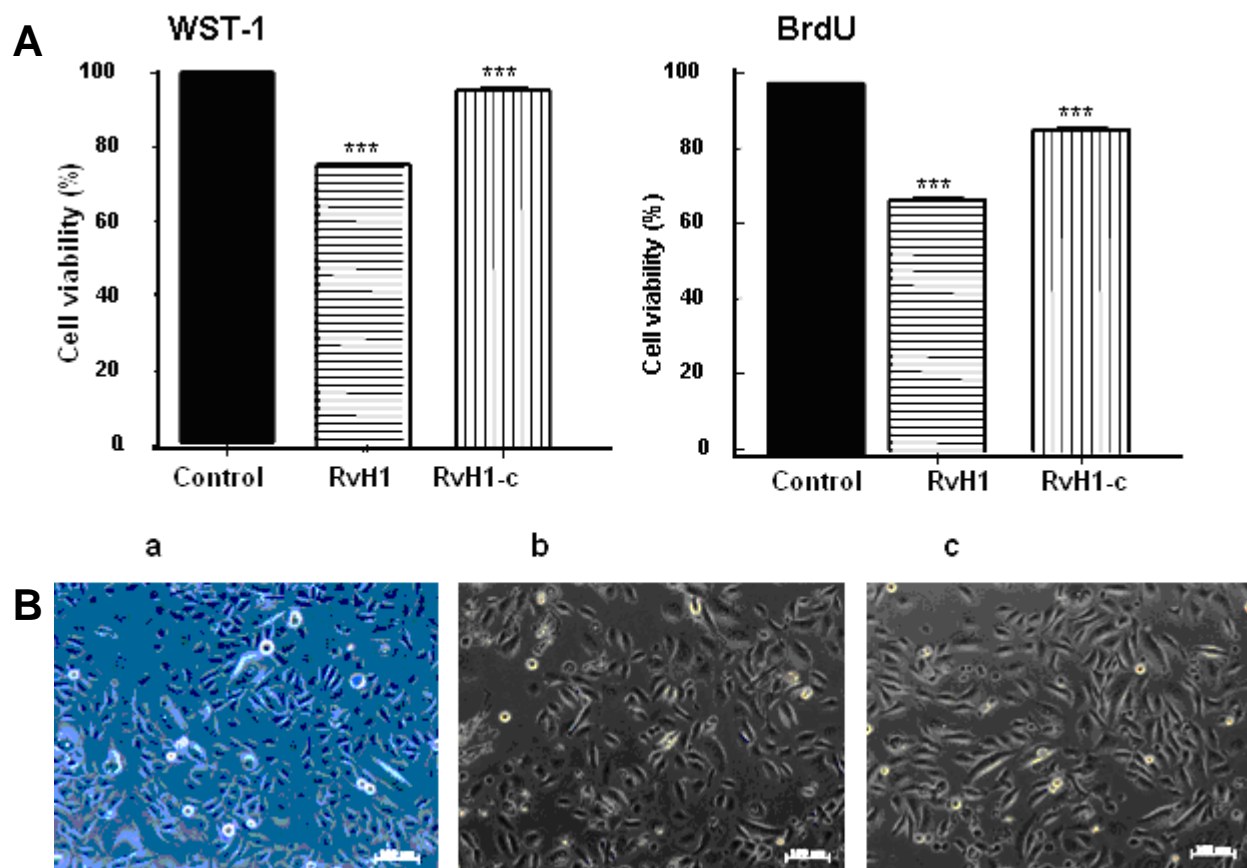 A
WST-1
BrdU
Cell viability (%)
100
80
60
40
20
0
***
***
Control
RvH1
RvH1-c
Cell viability (%)
100
80
60
40
20
0
***
***
Control
RvH1
RvH1-c
a
b
c
B